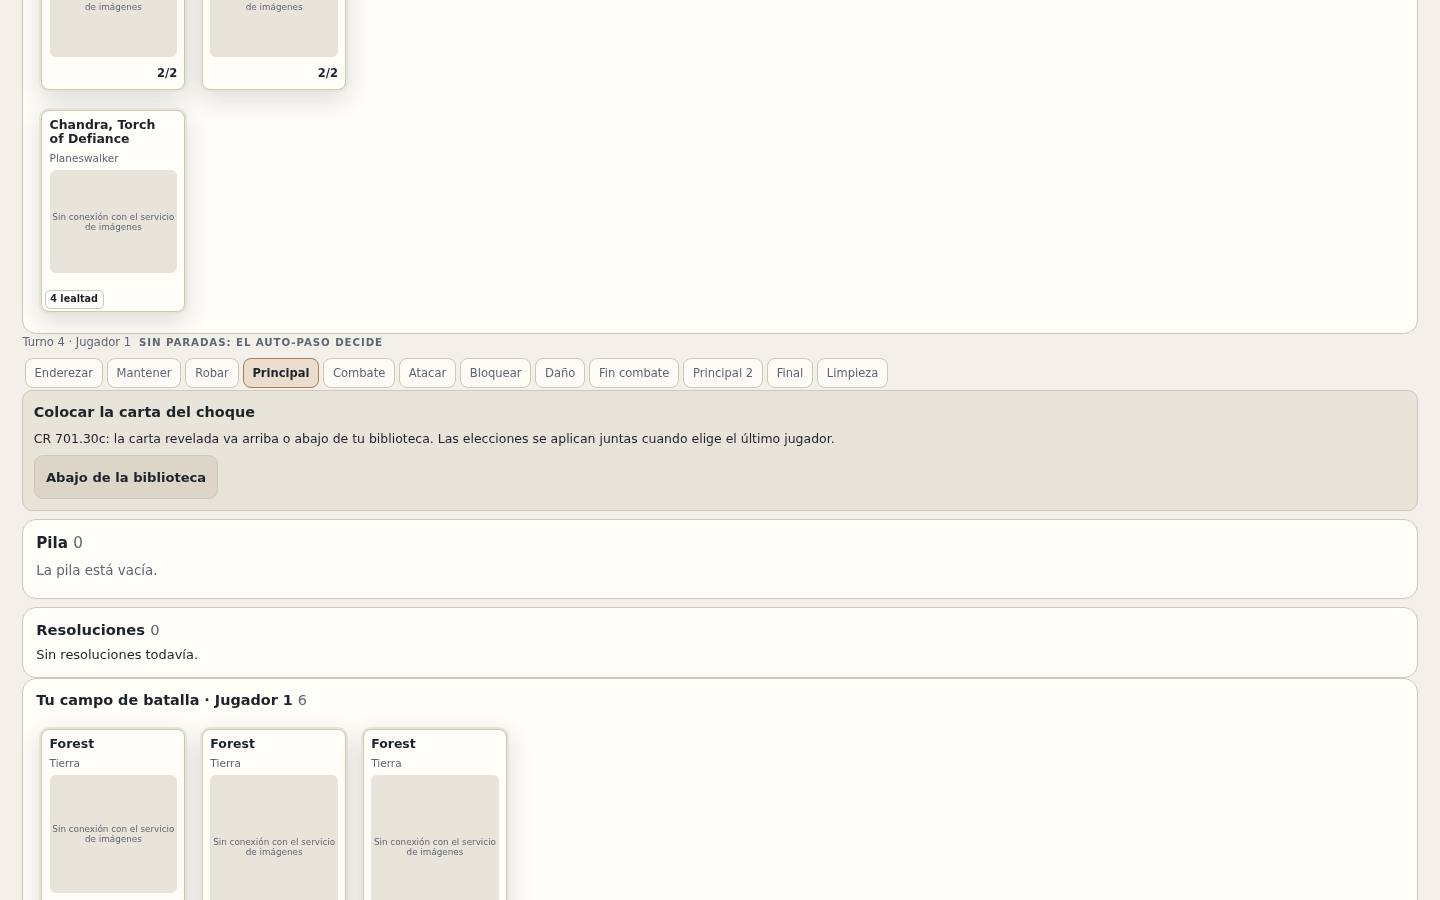 de imágenes
de imágenes
2/2
2/2
Chandra, Torch
of Defiance
Planeswalker
Sin conexión con el servicio
de imágenes
4 lealtad
Turno 4 · Jugador 1 SIN PARADAS: EL AUTO-PASO DECIDE
Enderezar Mantener Robar Principal Combate Atacar Bloquear Daño Fin combate Principal 2 Final Limpieza
Colocar la carta del choque
CR 701.30c: la carta revelada va arriba o abajo de tu biblioteca. Las elecciones se aplican juntas cuando elige el último jugador.
Abajo de la biblioteca
Pila 0
La pila está vacía.
Resoluciones 0
Sin resoluciones todavía.
Tu campo de batalla · Jugador 1 6
Forest
Tierra
Sin conexión con el servicio
de imágenes
Forest
Tierra
Sin conexión con el servicio
de imágenes
Forest
Tierra
Sin conexión con el servicio
de imágenes